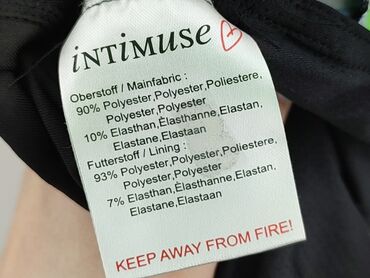 iNTiMUSE
Oberstoff / Mainfabric :
90% Polyester,Polyester,Poliestere,
Polyester,Polyester
10% Elasthan,Élasthanne,Elastan,
Elastane,Elastaan
Futterstoff / Lining :
93% Polyester,Polyester,Poliestere,
Polyester,Polyester
7% Elasthan,Élasthanne,Elastan,
Elastane,Elastaan
KEEP AWAY FROM FIRE!